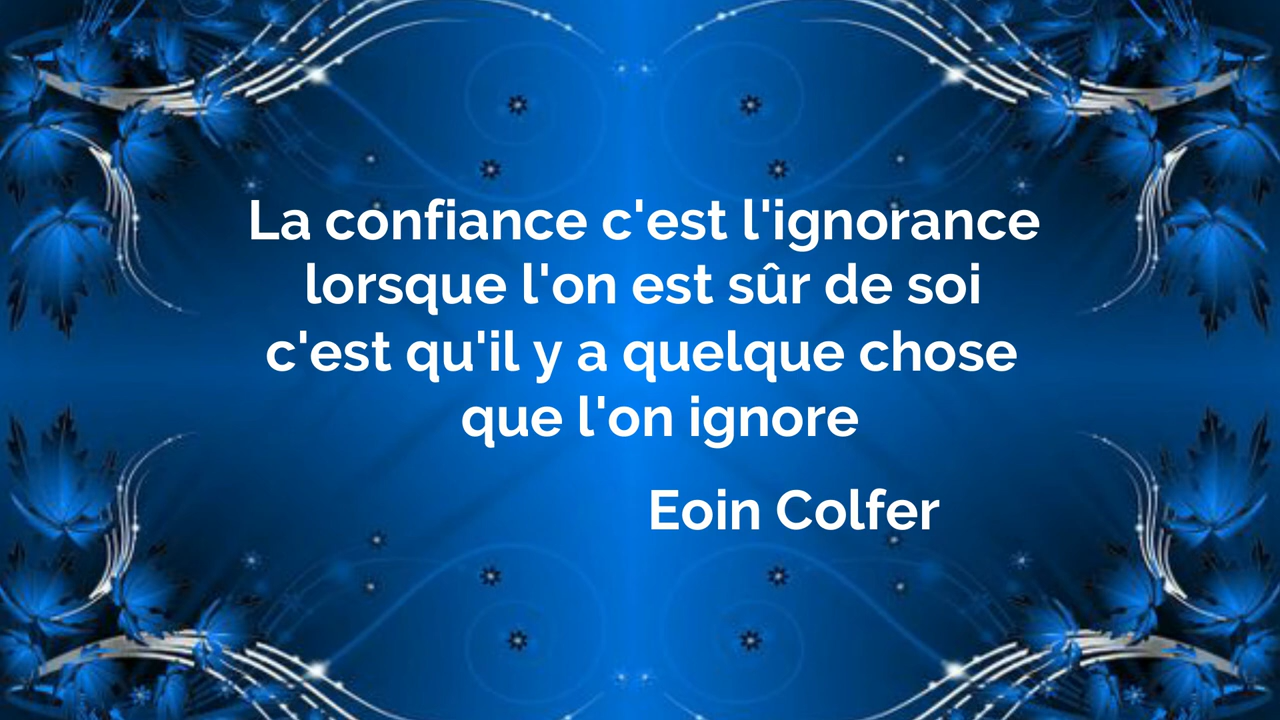 La confiance c'est l'ignorance
lorsque l'on est sûr de soi
c'est qu'il y a quelque chose
que l'on ignore
Eoin Colfer